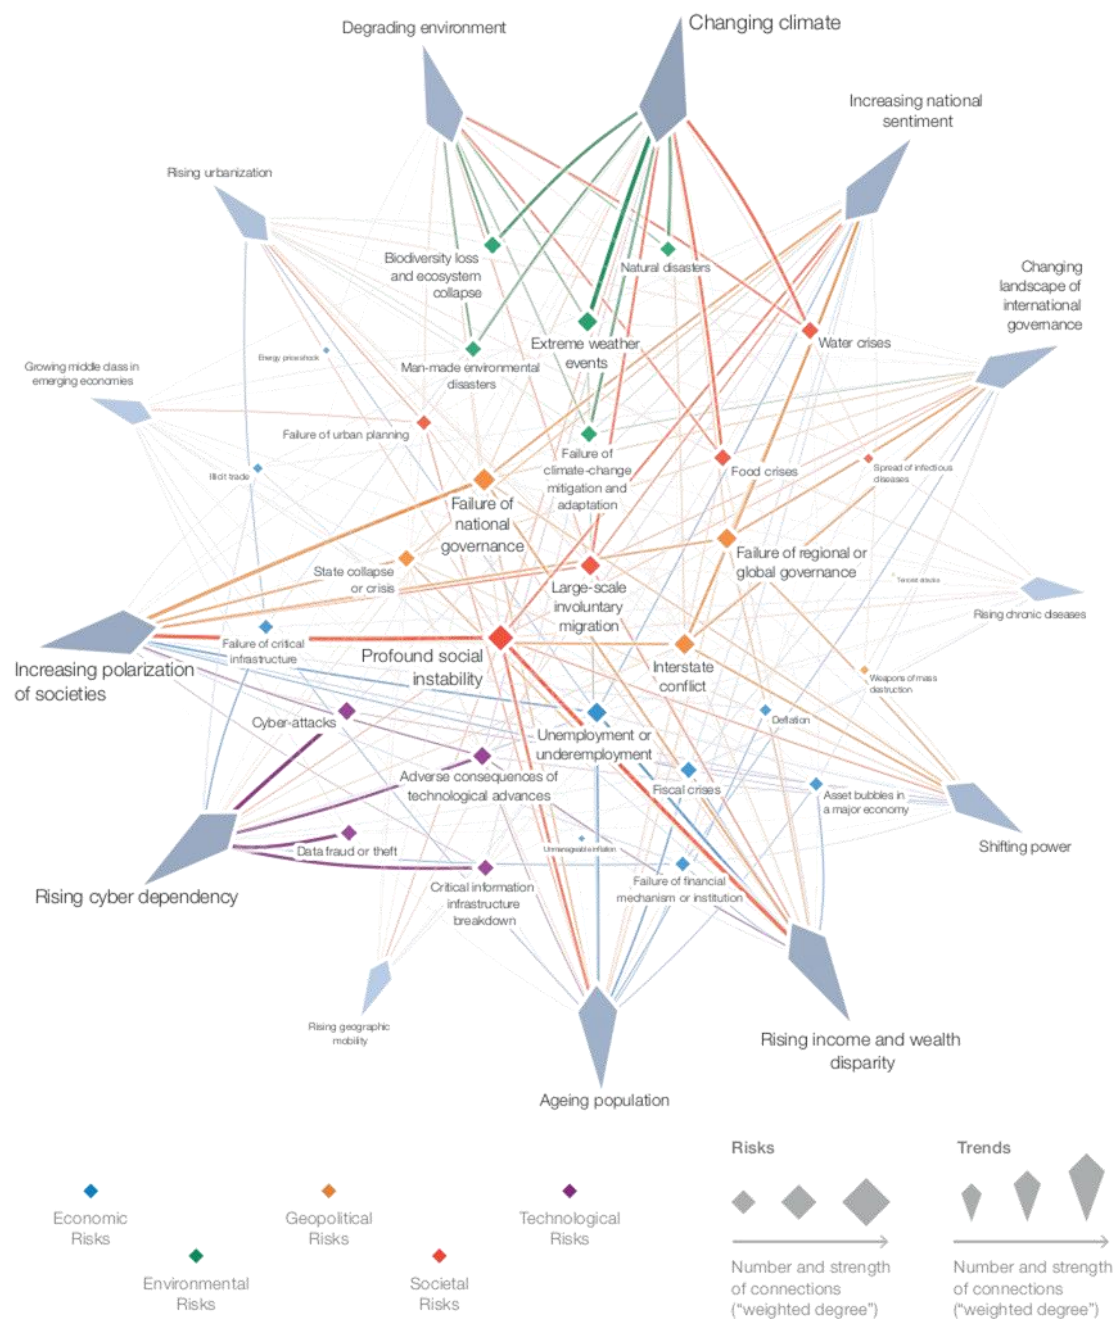 Degrading environment
Changing climate
Increasing national
sentiment
Rising urbanization
Biodiversity loss
and ecosystem
collapse
Natural disasters
Changing
landscape of
international
governance
Extreme weather
events
Water crises
Energy price shock
Man-made environmental
disasters
Growing middle class in
emerging economies
Failure of urban planning
Failure of
climate-change
mitigation and
adaptation
Food crises
Spread of infectious
diseases
Illicit trade
Failure of
national
governance
Failure of regional or
global governance
State collapse
or crisis
Large-scale
involuntary
migration
Terrorist attacks
Rising chronic diseases
Failure of critical
infrastructure
Increasing polarization
of societies
Profound social
instability
Interstate
conflict
Weapons of mass
destruction
Cyber-attacks
Unemployment or
underemployment
Deflation
Adverse consequences of
technological advances
Fiscal crises
Asset bubbles in
a major economy
Data fraud or theft
Unmanageable inflation
Shifting power
Rising cyber dependency
Critical information
infrastructure
breakdown
Failure of financial
mechanism or institution
Rising geographic
mobility
Rising income and wealth
disparity
Ageing population
Risks
Trends
Economic
Risks
Geopolitical
Risks
Technological
Risks
Environmental
Risks
Societal
Risks
Number and strength
of connections
("weighted degree")
Number and strength
of connections
("weighted degree")